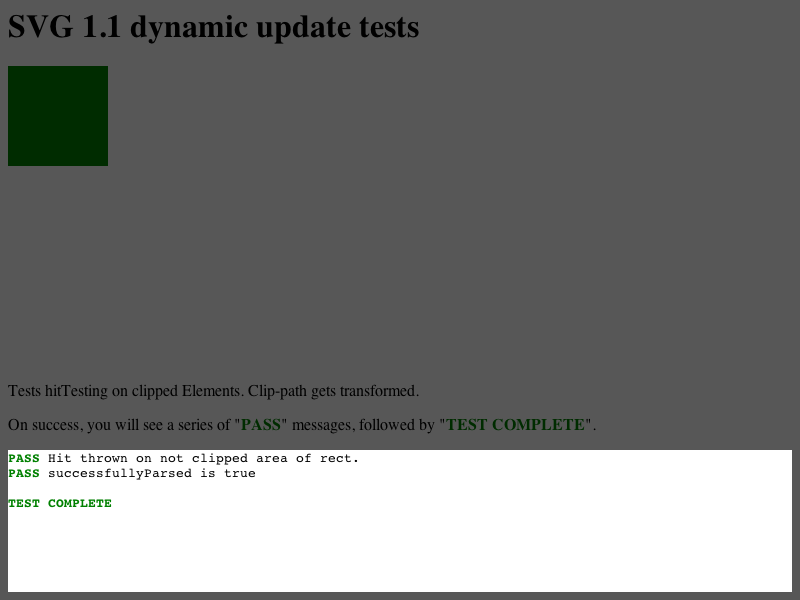 SVG 1.1 dynamic update tests
Tests hitTesting on clipped Elements. Clip-path gets transformed.
On success, you will see a series of "PASS" messages, followed by "TEST COMPLETE".
PASS Hit thrown on not clipped area of rect.
PASS successfullyParsed is true
TEST COMPLETE